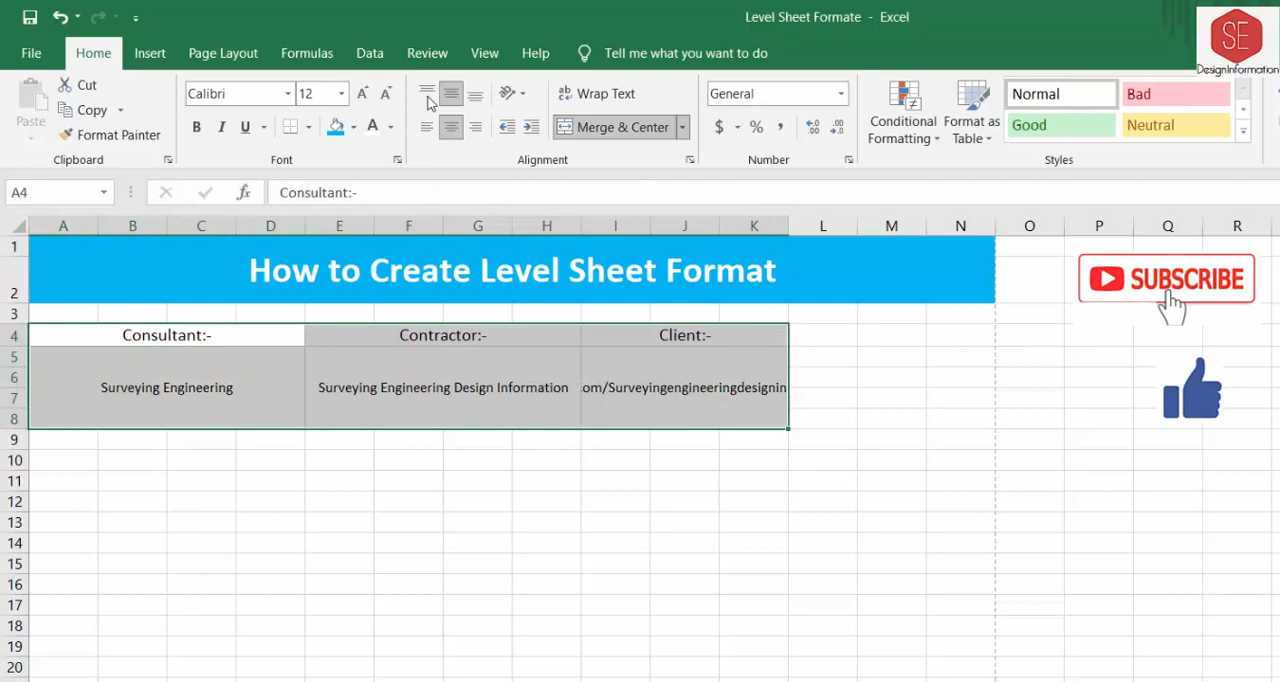 Level Sheet Formate - Excel
SE
DesignInformation
File Home Insert Page Layout Formulas Data Review View Help Tell me what you want to do
Paste
Cut
Copy
Format Painter
Clipboard
Calibri 12
B I U
Font
Wrap Text
Merge & Center
Alignment
General
$ % ,
Number
Conditional Formatting
Format as Table
Normal Bad
Good Neutral
Styles
A4 fx Consultant:-
A B C D E F G H I J K L M N O P Q R
1
How to Create Level Sheet Format
2
SUBSCRIBE
3
4 Consultant:- Contractor:- Client:-
5
6
Surveying Engineering Surveying Engineering Design Information om/Surveyingengineeringdesignin
7
8
9
10
11
12
13
14
15
16
17
18
19
20